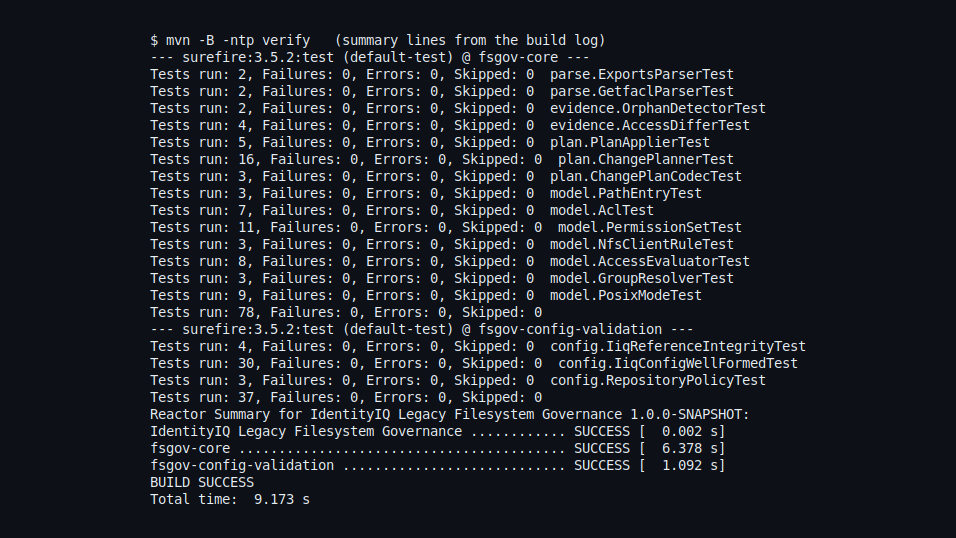 $ mvn -B -ntp verify   (summary lines from the build log)
--- surefire:3.5.2:test (default-test) @ fsgov-core ---
Tests run: 2, Failures: 0, Errors: 0, Skipped: 0  parse.ExportsParserTest
Tests run: 2, Failures: 0, Errors: 0, Skipped: 0  parse.GetfaclParserTest
Tests run: 2, Failures: 0, Errors: 0, Skipped: 0  evidence.OrphanDetectorTest
Tests run: 4, Failures: 0, Errors: 0, Skipped: 0  evidence.AccessDifferTest
Tests run: 5, Failures: 0, Errors: 0, Skipped: 0  plan.PlanApplierTest
Tests run: 16, Failures: 0, Errors: 0, Skipped: 0  plan.ChangePlannerTest
Tests run: 3, Failures: 0, Errors: 0, Skipped: 0  plan.ChangePlanCodecTest
Tests run: 3, Failures: 0, Errors: 0, Skipped: 0  model.PathEntryTest
Tests run: 7, Failures: 0, Errors: 0, Skipped: 0  model.AclTest
Tests run: 11, Failures: 0, Errors: 0, Skipped: 0  model.PermissionSetTest
Tests run: 3, Failures: 0, Errors: 0, Skipped: 0  model.NfsClientRuleTest
Tests run: 8, Failures: 0, Errors: 0, Skipped: 0  model.AccessEvaluatorTest
Tests run: 3, Failures: 0, Errors: 0, Skipped: 0  model.GroupResolverTest
Tests run: 9, Failures: 0, Errors: 0, Skipped: 0  model.PosixModeTest
Tests run: 78, Failures: 0, Errors: 0, Skipped: 0
--- surefire:3.5.2:test (default-test) @ fsgov-config-validation ---
Tests run: 4, Failures: 0, Errors: 0, Skipped: 0  config.IiqReferenceIntegrityTest
Tests run: 30, Failures: 0, Errors: 0, Skipped: 0  config.IiqConfigWellFormedTest
Tests run: 3, Failures: 0, Errors: 0, Skipped: 0  config.RepositoryPolicyTest
Tests run: 37, Failures: 0, Errors: 0, Skipped: 0
Reactor Summary for IdentityIQ Legacy Filesystem Governance 1.0.0-SNAPSHOT:
IdentityIQ Legacy Filesystem Governance ............ SUCCESS [  0.002 s]
fsgov-core ......................................... SUCCESS [  6.378 s]
fsgov-config-validation ............................ SUCCESS [  1.092 s]
BUILD SUCCESS
Total time:  9.173 s